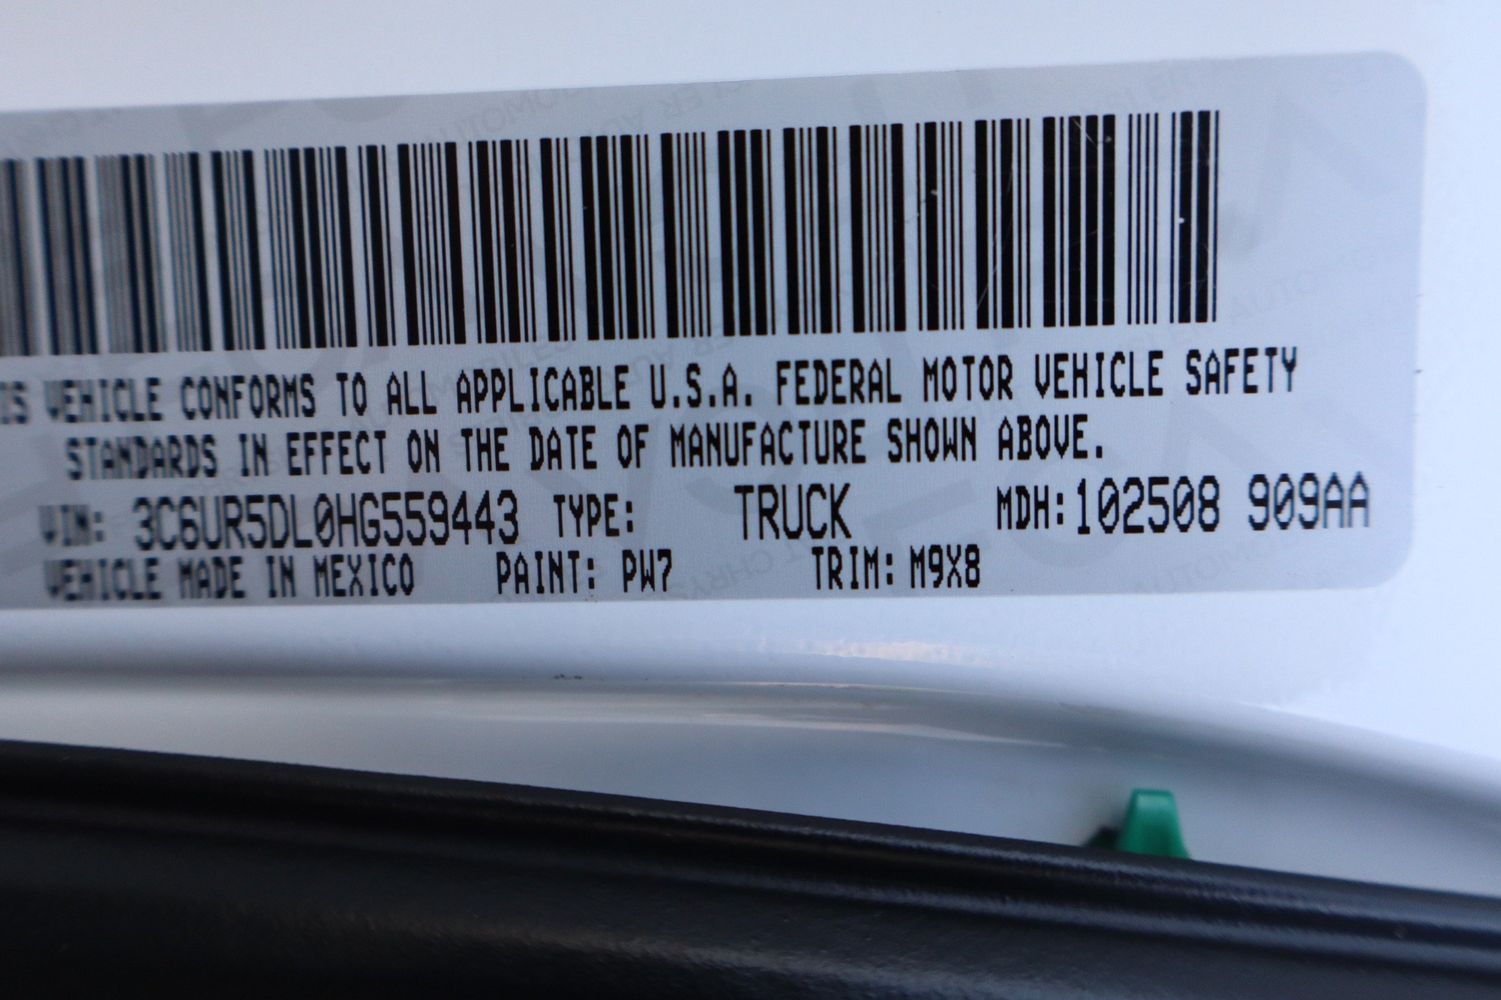 IS VEHICLE CONFORMS TO ALL APPLICABLE U.S.A. FEDERAL MOTOR VEHICLE SAFETY
STANDARDS IN EFFECT ON THE DATE OF MANUFACTURE SHOWN ABOVE.
VIN: 3C6UR5DL0HG559443 TYPE: TRUCK MDH:102508 909AA
VEHICLE MADE IN MEXICO PAINT: PW7 TRIM: M9X8